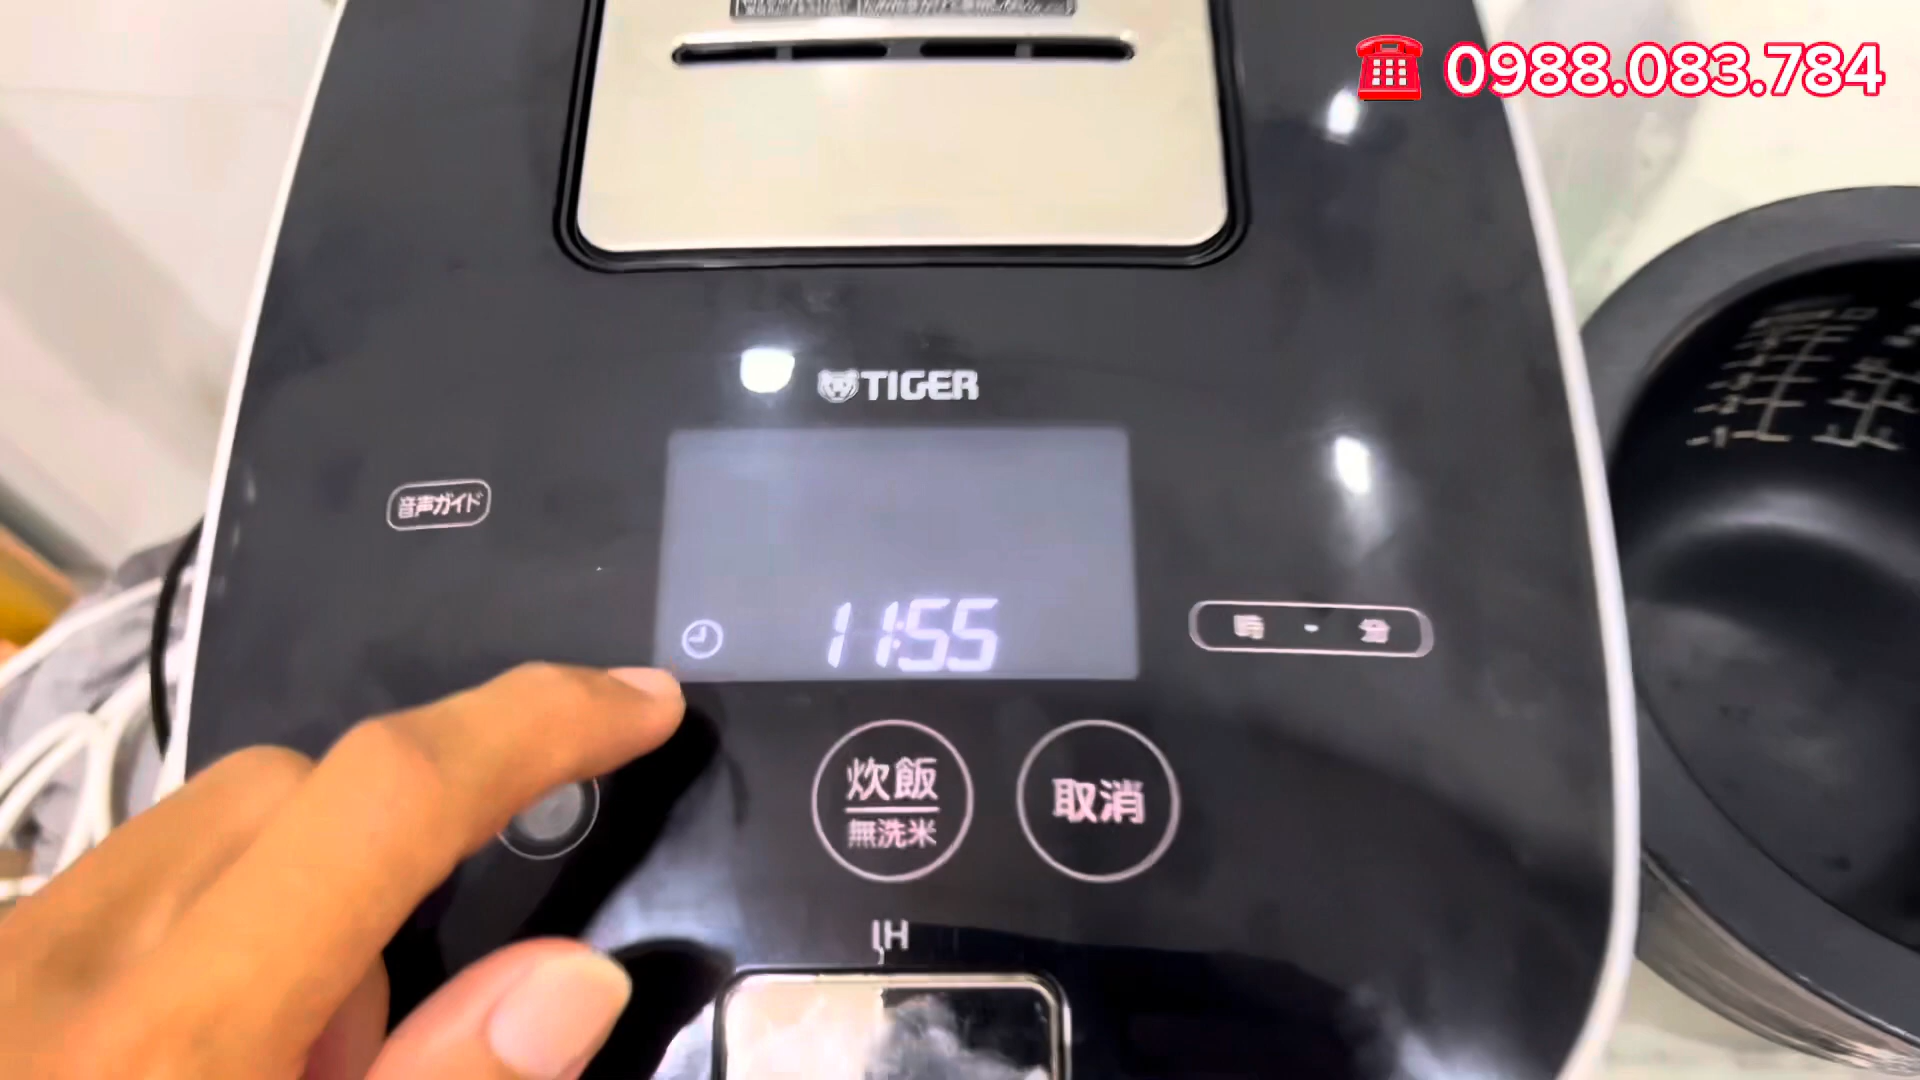 ☎ 0988.083.784
TIGER
音声ガイド
11:55
時 - 分
炊飯
無洗米
取消
IH